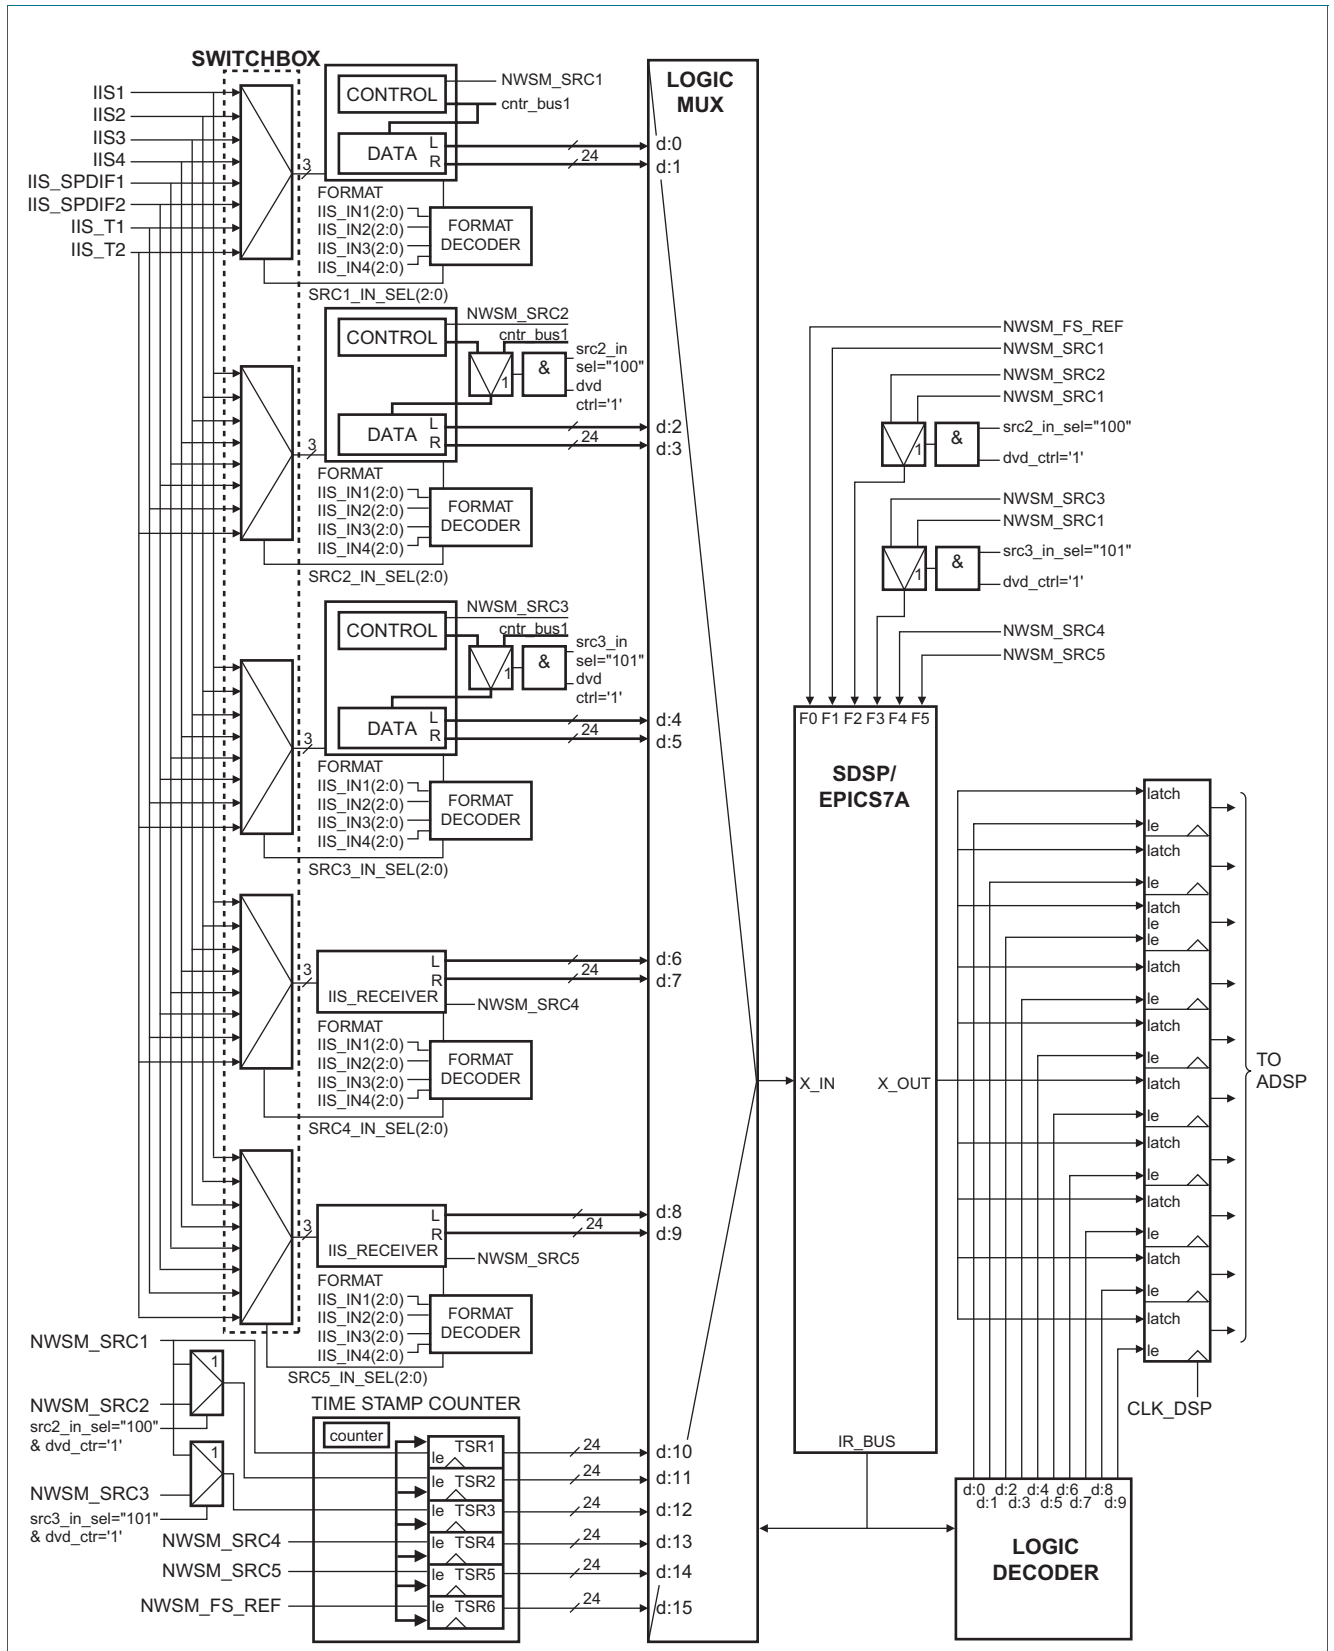 SWITCHBOX
IIS1
IIS2
IIS3
IIS4
IIS_SPDIF1
IIS_SPDIF2
IIS_T1
IIS_T2
3
CONTROL
NWSM_SRC1
cntr_bus1
DATA
L
R
24
FORMAT
IIS_IN1(2:0)
IIS_IN2(2:0)
IIS_IN3(2:0)
IIS_IN4(2:0)
FORMAT
DECODER
SRC1_IN_SEL(2:0)
3
CONTROL
NWSM_SRC2
cntr_bus1
1
&
src2_in
sel="100"
dvd
ctrl='1'
DATA
L
R
24
FORMAT
IIS_IN1(2:0)
IIS_IN2(2:0)
IIS_IN3(2:0)
IIS_IN4(2:0)
FORMAT
DECODER
SRC2_IN_SEL(2:0)
3
CONTROL
NWSM_SRC3
cntr_bus1
1
&
src3_in
sel="101"
dvd
ctrl='1'
DATA
L
R
24
FORMAT
IIS_IN1(2:0)
IIS_IN2(2:0)
IIS_IN3(2:0)
IIS_IN4(2:0)
FORMAT
DECODER
SRC3_IN_SEL(2:0)
3
L
R
IIS_RECEIVER
24
NWSM_SRC4
FORMAT
IIS_IN1(2:0)
IIS_IN2(2:0)
IIS_IN3(2:0)
IIS_IN4(2:0)
FORMAT
DECODER
SRC4_IN_SEL(2:0)
3
L
R
IIS_RECEIVER
24
NWSM_SRC5
FORMAT
IIS_IN1(2:0)
IIS_IN2(2:0)
IIS_IN3(2:0)
IIS_IN4(2:0)
FORMAT
DECODER
SRC5_IN_SEL(2:0)
NWSM_SRC1
1
NWSM_SRC2
src2_in_sel="100"
& dvd_ctr='1'
1
NWSM_SRC3
src3_in_sel="101"
& dvd_ctr='1'
NWSM_SRC4
NWSM_SRC5
NWSM_FS_REF
TIME STAMP COUNTER
counter
TSR1
le
le TSR2
le TSR3
le TSR4
le TSR5
le TSR6
24
24
24
24
24
24
LOGIC
MUX
d:0
d:1
d:2
d:3
d:4
d:5
d:6
d:7
d:8
d:9
d:10
d:11
d:12
d:13
d:14
d:15
NWSM_FS_REF
NWSM_SRC1
NWSM_SRC2
NWSM_SRC1
1
&
src2_in_sel="100"
dvd_ctrl='1'
NWSM_SRC3
NWSM_SRC1
1
&
src3_in_sel="101"
dvd_ctrl='1'
NWSM_SRC4
NWSM_SRC5
F0 F1 F2 F3 F4 F5
SDSP/
EPICS7A
X_IN
X_OUT
IR_BUS
latch
le
latch
le
latch
le
le
latch
le
latch
le
latch
le
latch
le
latch
le
latch
le
latch
le
TO
ADSP
CLK_DSP
d:0 d:2 d:4 d:6 d:8
d:1 d:3 d:5 d:7 d:9
LOGIC
DECODER